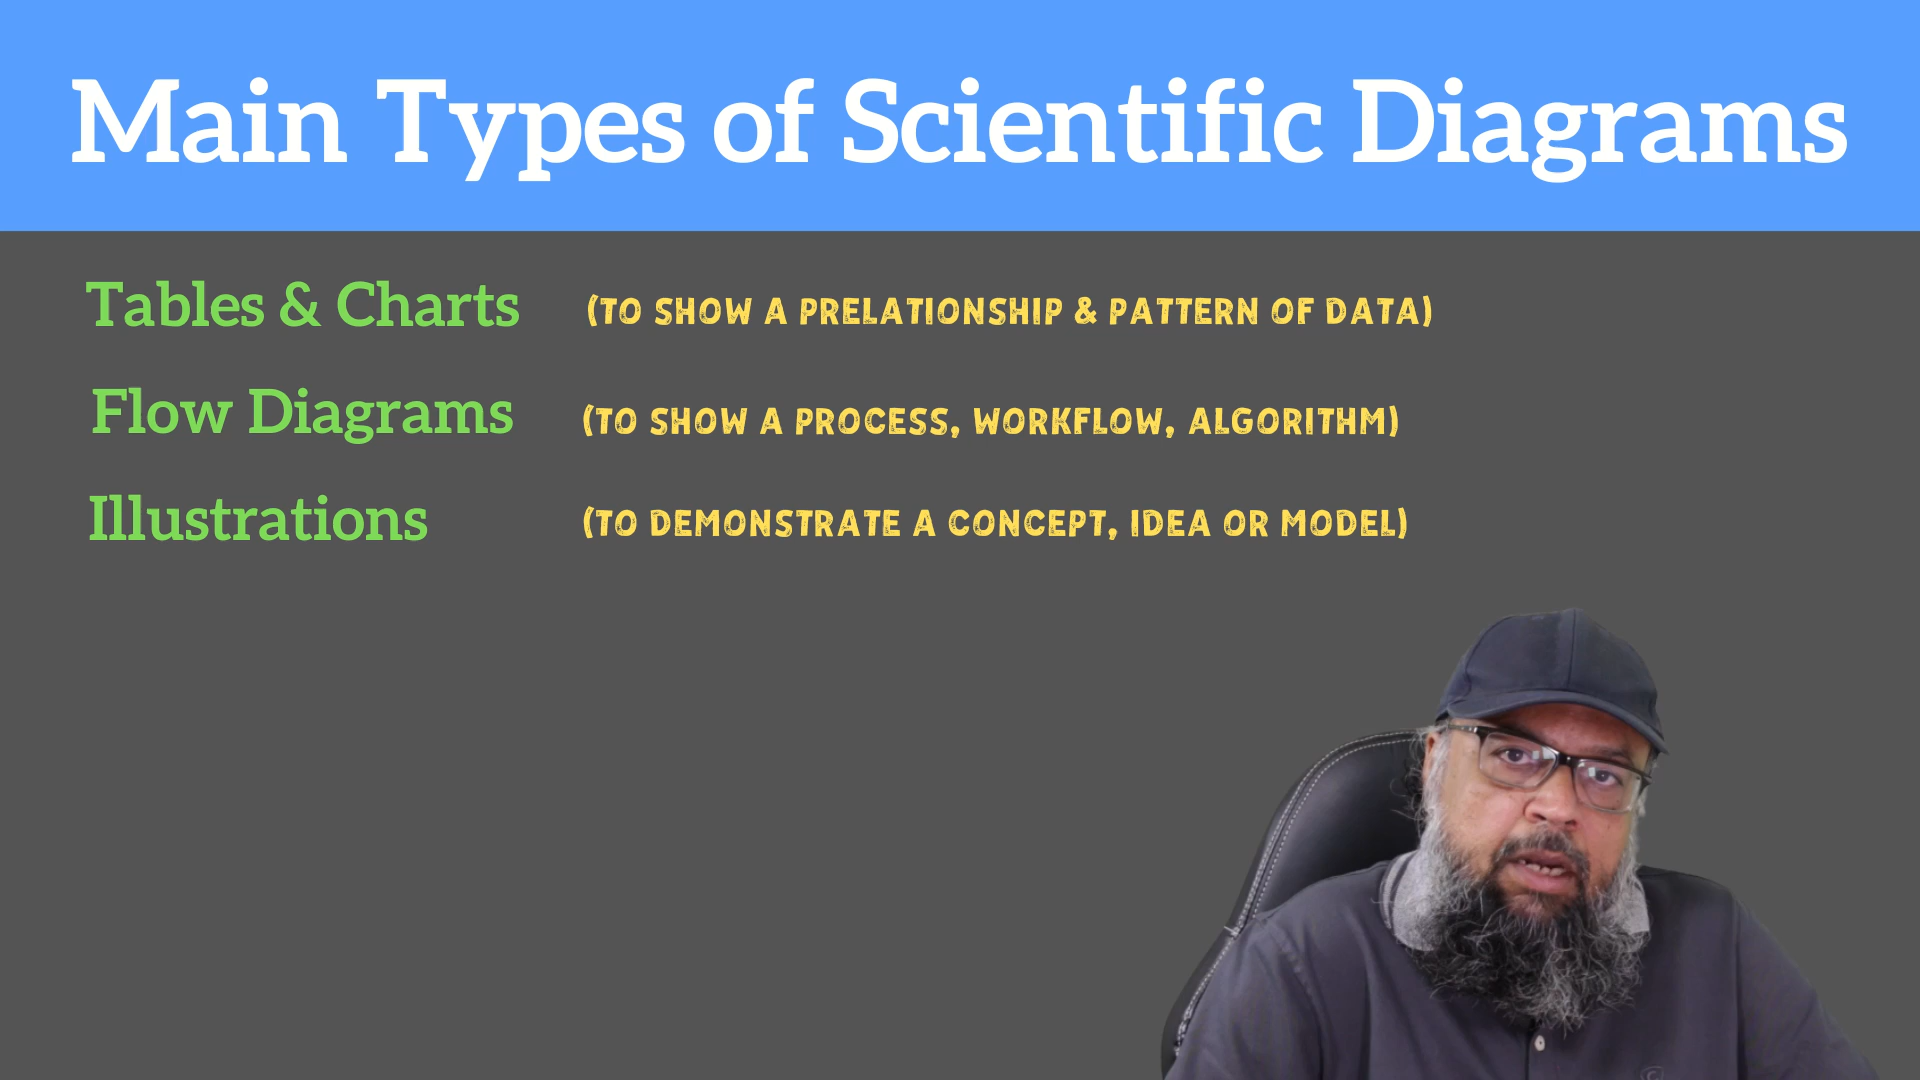 Main Types of Scientific Diagrams
Tables & Charts (TO SHOW A PRELATIONSHIP & PATTERN OF DATA)
Flow Diagrams (TO SHOW A PROCESS, WORKFLOW, ALGORITHM)
Illustrations (TO DEMONSTRATE A CONCEPT, IDEA OR MODEL)